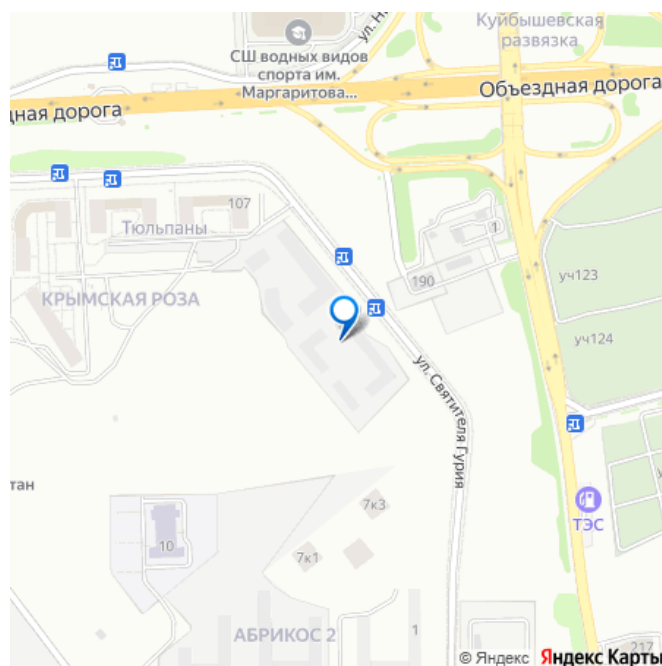 ул. Н
Куйбышевская
развязка
СШ водных видов
спорта им.
Маргаритова...
Объездная дорога
дная дорога
107
Тюльпаны
1
190
уч123
КРЫМСКАЯ РОЗА
уч124
ул. Святителя Гурия
тан
7к3
ТЭС
10
7к1
АБРИКОС 2
1
217
© Яндекс Яндекс Карты